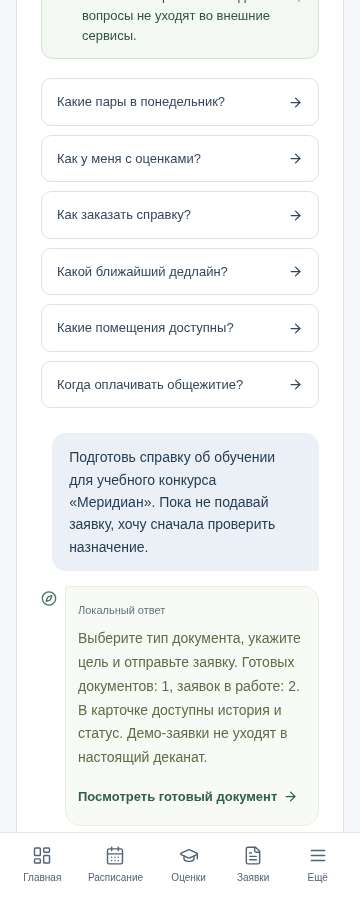 вопросы не уходят во внешние
сервисы.
Какие пары в понедельник?
Как у меня с оценками?
Как заказать справку?
Какой ближайший дедлайн?
Какие помещения доступны?
Когда оплачивать общежитие?
Подготовь справку об обучении
для учебного конкурса
«Меридиан». Пока не подавай
заявку, хочу сначала проверить
назначение.
Локальный ответ
Выберите тип документа, укажите
цель и отправьте заявку. Готовых
документов: 1, заявок в работе: 2.
В карточке доступны история и
статус. Демо-заявки не уходят в
настоящий деканат.
Посмотреть готовый документ
Главная
Расписание
Оценки
Заявки
Ещё